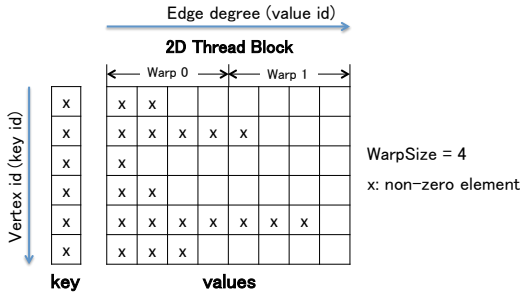 Edge degree (value id)
2D Thread Block
Warp 0 Warp 1
Vertex id (key id)
x x x
x x x x x x
x x
x x x
x x x x x x x x
x x x x
WarpSize = 4
x: non-zero element
key values